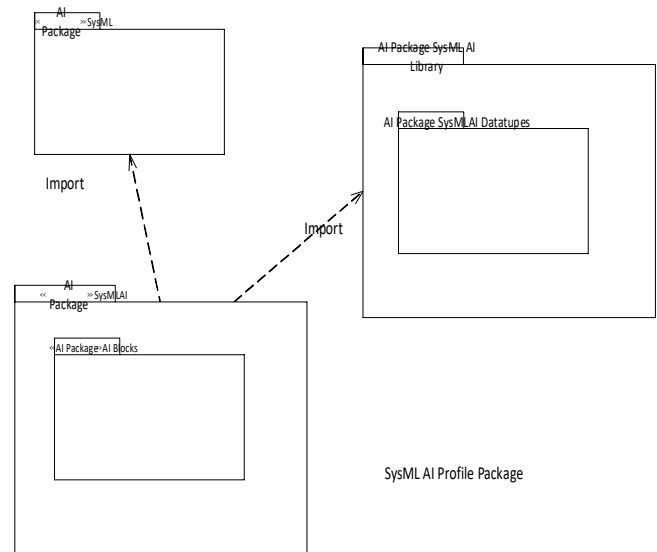 AI
« » SysML
Package
AI Package SysML AI
Library
AI Package SysMLAI Datatupes
Import
Import
AI
« » SysMLAI
Package
«AI Package»AI Blocks
SysML AI Profile Package